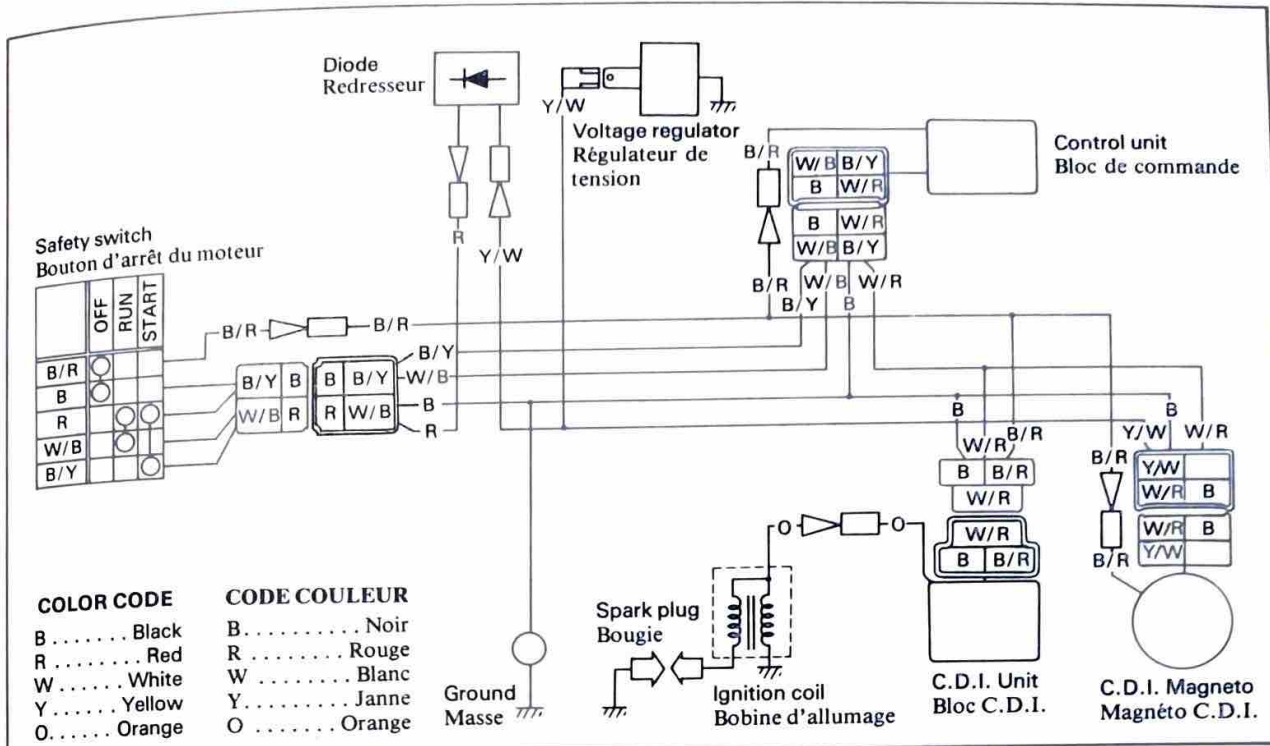 Diode
Redresseur
Y/W
Voltage regulator
Régulateur de
tension
B/R
W/B B/Y
B W/R
B W/R
W/B B/Y
Control unit
Bloc de commande
R
Y/W
B/R
B/Y
W/B
B
W/R
Safety switch
Bouton d'arrêt du moteur
OFF
RUN
START
B/R
B
R
W/B
B/Y
B/R
B/R
B/Y B
W/B R
B B/Y
R W/B
B/Y
W/B
B
R
B
W/R
B/R
B/R
Y/W
B
W/R
B B/R
W/R
W/R
B B/R
Y/W
W/R B
W/R B
Y/W
B/R
O
O
Spark plug
Bougie
Ignition coil
Bobine d'allumage
C.D.I. Unit
Bloc C.D.I.
C.D.I. Magneto
Magnéto C.D.I.
Ground
Masse
COLOR CODE
B . . . . . . . Black
R . . . . . . . . Red
W . . . . . . White
Y . . . . . . Yellow
O. . . . . . Orange
CODE COULEUR
B. . . . . . . . . . Noir
R . . . . . . . . Rouge
W . . . . . . . . Blanc
Y. . . . . . . . . Janne
O . . . . . . . Orange